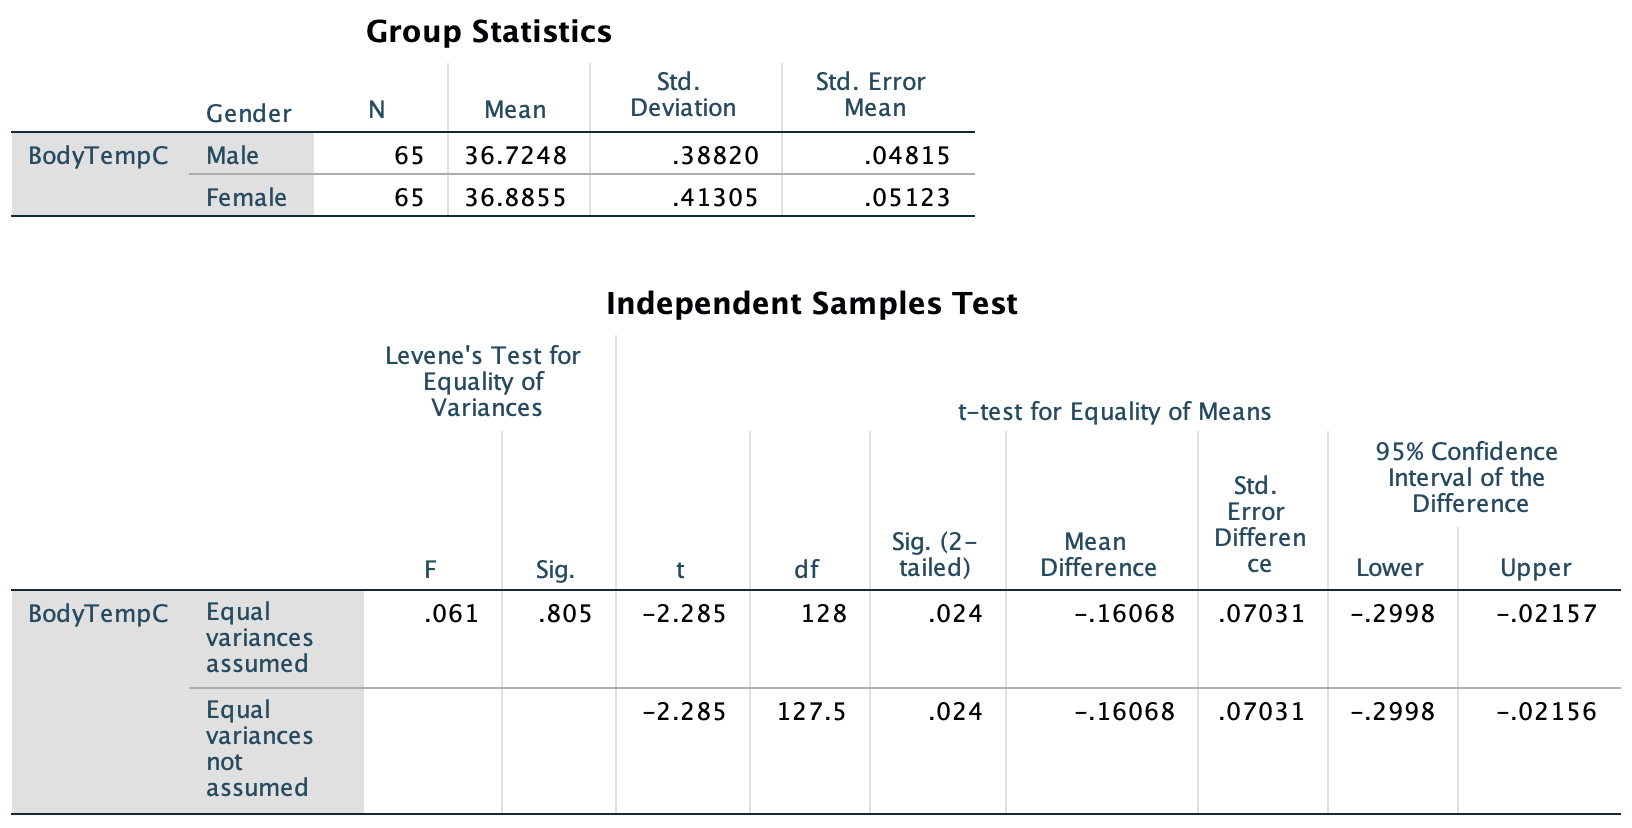 Group Statistics
Gender N Mean Std. Deviation Std. Error Mean
BodyTempC Male 65 36.7248 .38820 .04815
Female 65 36.8855 .41305 .05123
Independent Samples Test
Levene's Test for
Equality of
Variances
t-test for Equality of Means
95% Confidence
Interval of the
Difference
F Sig. t df Sig. (2-
tailed) Mean
Difference Std.
Error
Differen
ce Lower Upper
BodyTempC Equal
variances
assumed .061 .805 -2.285 128 .024 -.16068 .07031 -.2998 -.02157
Equal
variances
not
assumed -2.285 127.5 .024 -.16068 .07031 -.2998 -.02156